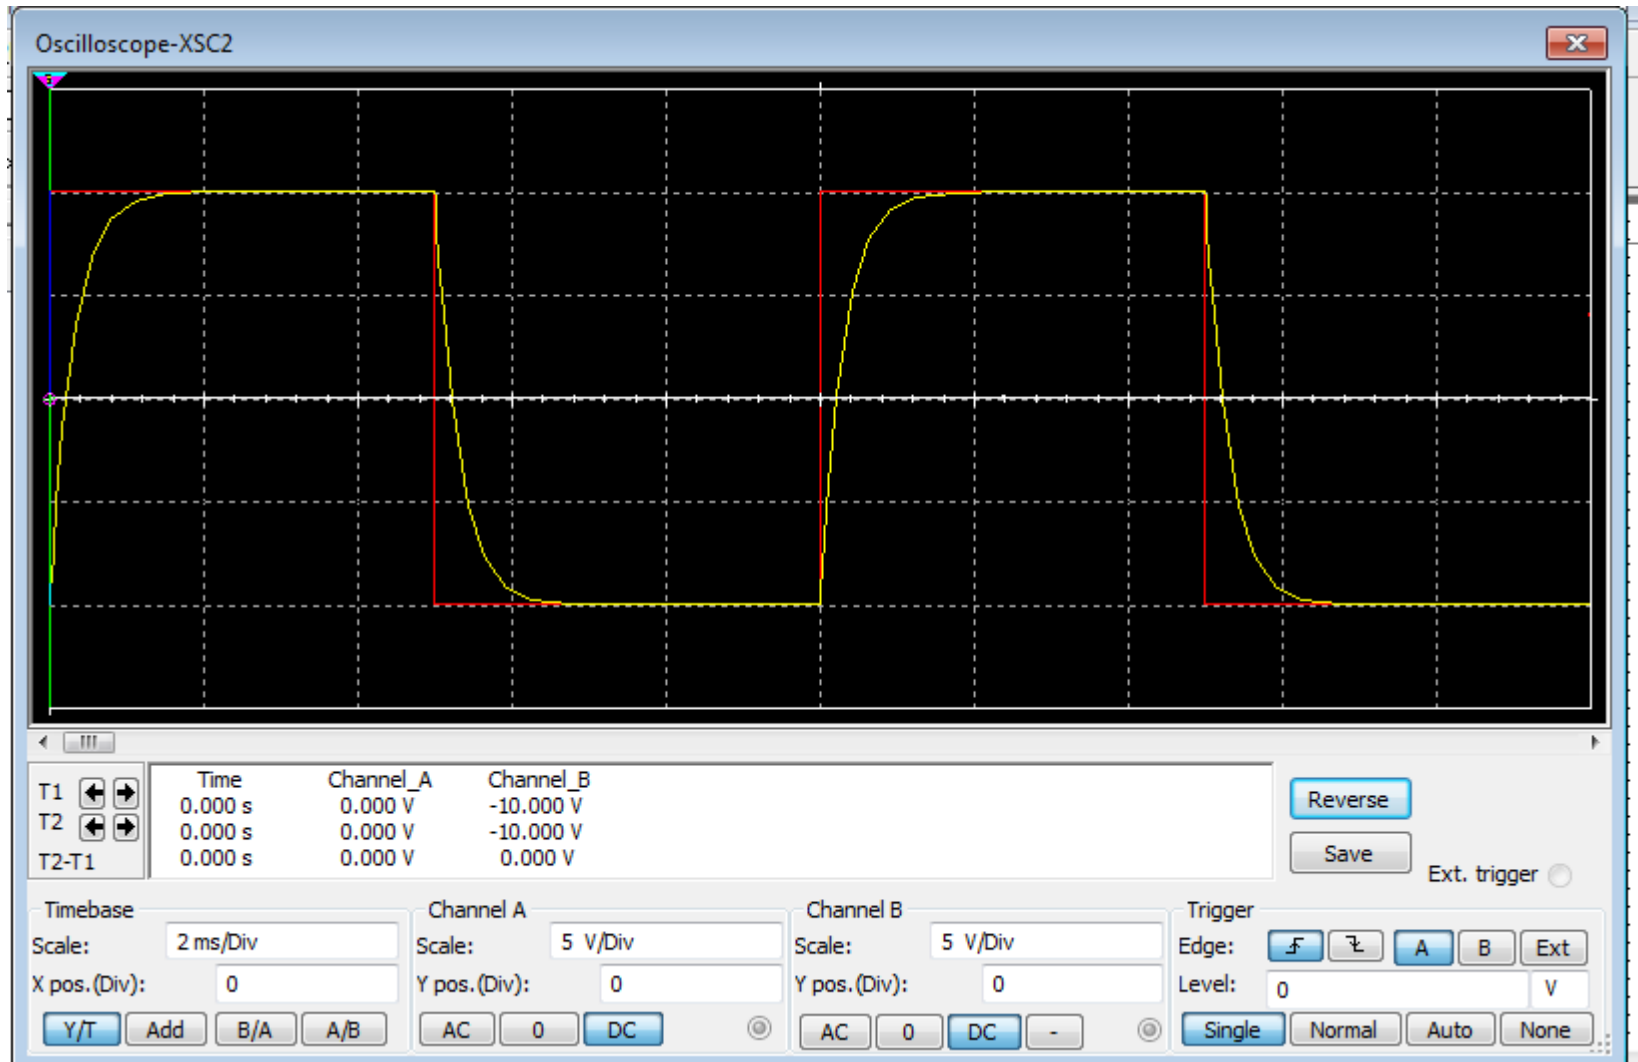 Oscilloscope-XSC2
T1
T2
T2-T1
Time Channel_A Channel_B
0.000 s 0.000 V -10.000 V
0.000 s 0.000 V -10.000 V
0.000 s 0.000 V 0.000 V
Reverse
Save
Ext. trigger
Timebase
Scale: 2 ms/Div
X pos.(Div): 0
Y/T Add B/A A/B
Channel A
Scale: 5 V/Div
Y pos.(Div): 0
AC 0 DC
Channel B
Scale: 5 V/Div
Y pos.(Div): 0
AC 0 DC -
Trigger
Edge: A B Ext
Level: 0 V
Single Normal Auto None